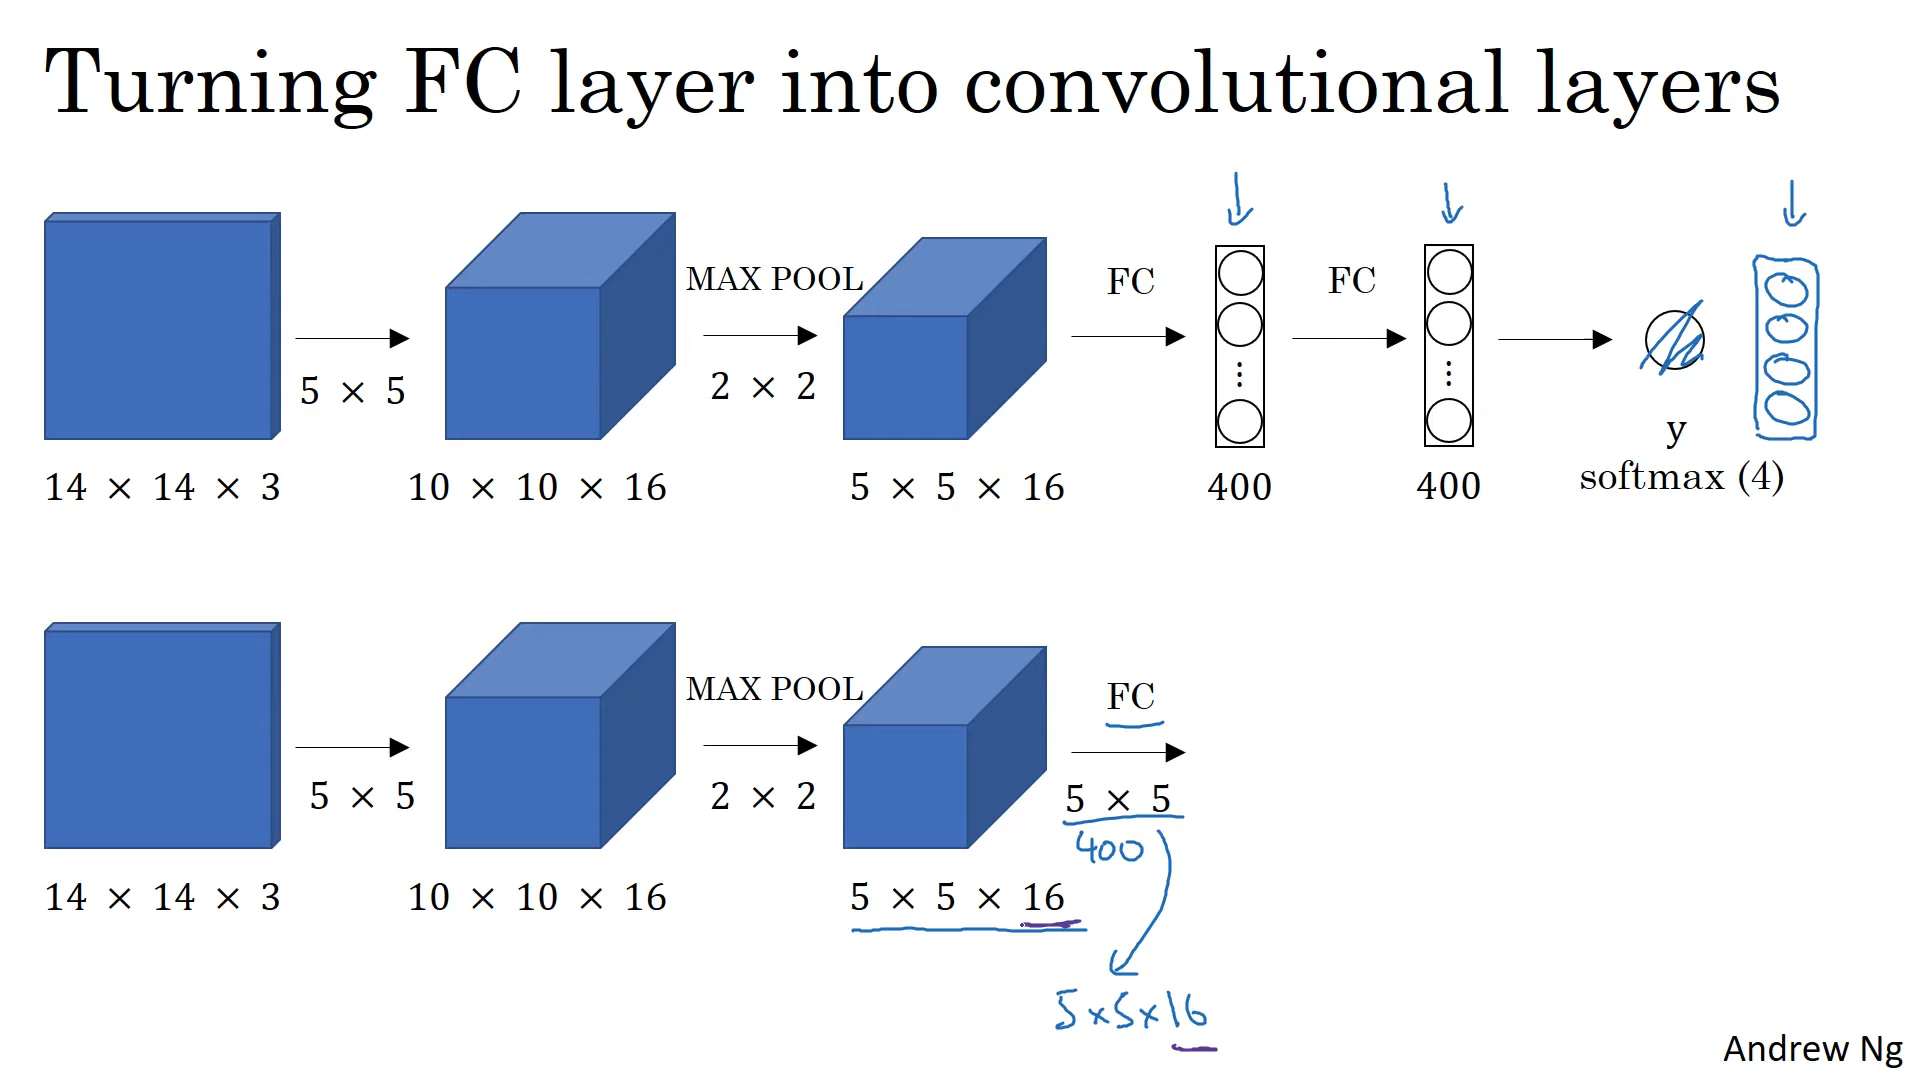 Turning FC layer into convolutional layers
MAX POOL
FC
FC
5 × 5
2 × 2
y
14 × 14 × 3
10 × 10 × 16
5 × 5 × 16
400
400
softmax (4)
MAX POOL
FC
5 × 5
2 × 2
5 × 5
400
14 × 14 × 3
10 × 10 × 16
5 × 5 × 16
5×5×16
Andrew Ng